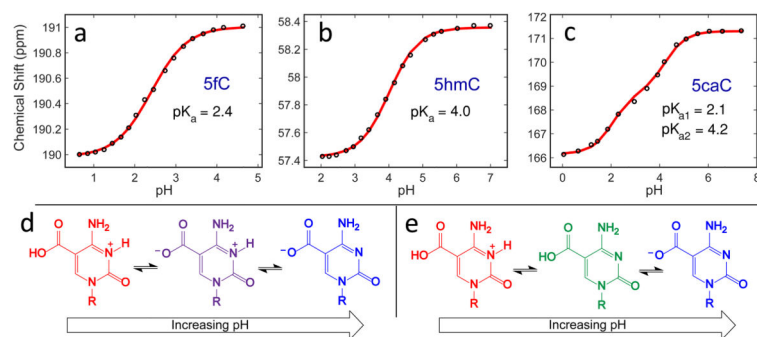 a
b
c
Chemical Shift (ppm)
191
190.8
190.6
190.4
190.2
190
5fC
pKa = 2.4
0 1 2 3 4 5
pH
58.4
58.2
58
57.8
57.6
57.4
5hmC
pKa = 4.0
2 3 4 5 6 7
pH
171
170
169
168
167
166
5caC
pKa1 = 2.1
pKa2 = 4.2
0 2 4 6 8
pH
d
O NH2
HO N+ H
N O
R
O NH2
-O N+ H
N O
R
O NH2
-O N
N O
R
Increasing pH
e
O NH2
HO N+ H
N O
R
O NH2
HO N
N O
R
O NH2
-O N
N O
R
Increasing pH